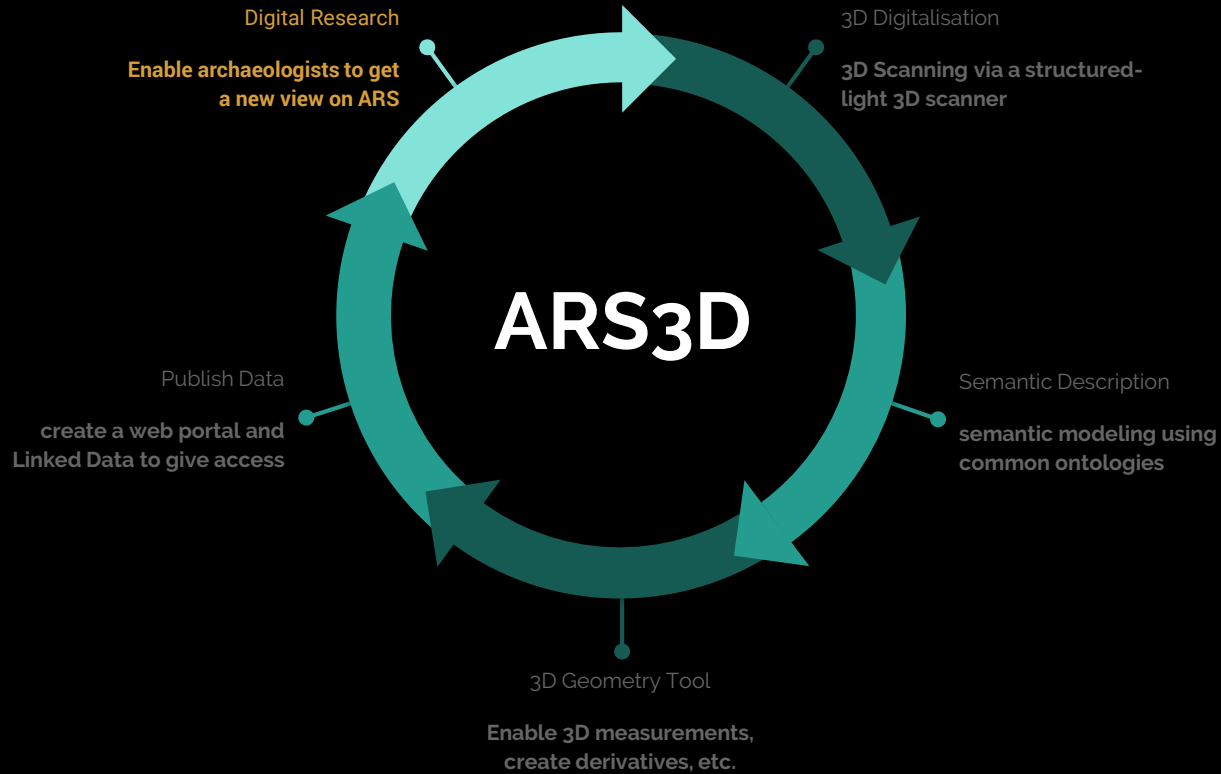 Digital Research
Enable archaeologists to get
a new view on ARS
3D Digitalisation
3D Scanning via a structured-
light 3D scanner
ARS3D
Publish Data
create a web portal and
Linked Data to give access
Semantic Description
semantic modeling using
common ontologies
3D Geometry Tool
Enable 3D measurements,
create derivatives, etc.